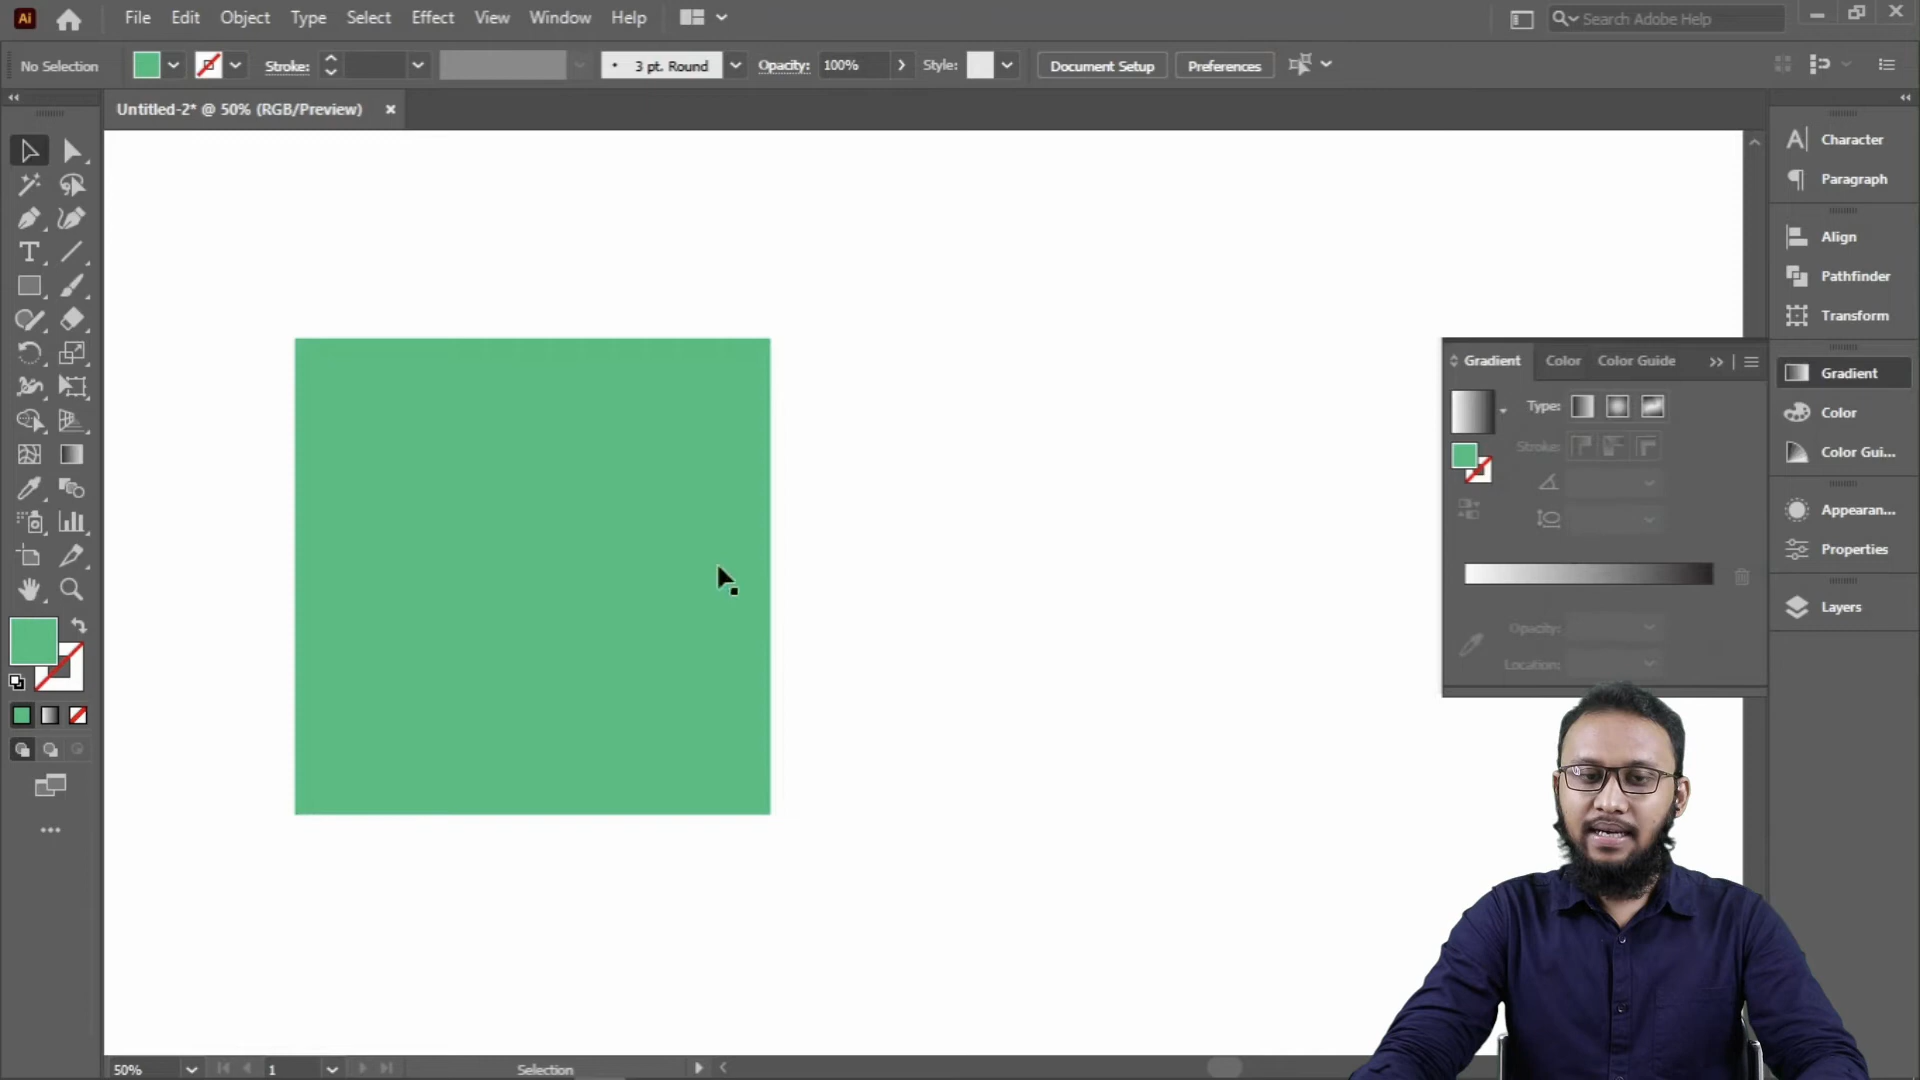 Ai File Edit Object Type Select Effect View Window Help Search Adobe Help
No Selection Stroke: 3 pt. Round Opacity: 100% Style: Document Setup Preferences
Untitled-2* @ 50% (RGB/Preview)
Character
Paragraph
Align
Pathfinder
Transform
Gradient Color Color Guide
Type:
Stroke:
Opacity:
Location:
Gradient
Color
Color Gui...
Appearan...
Properties
Layers
50% 1 Selection